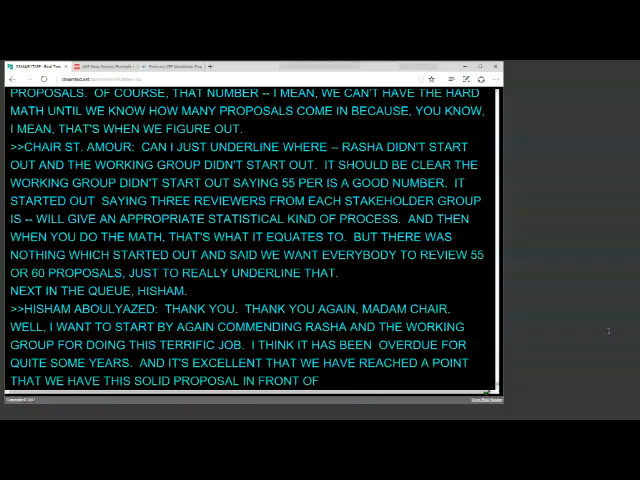 PROPOSALS.  OF COURSE, THAT NUMBER -- I MEAN, WE CAN'T HAVE THE HARD
MATH UNTIL WE KNOW HOW MANY PROPOSALS COME IN BECAUSE, YOU KNOW,
I MEAN, THAT'S WHEN WE FIGURE OUT.
>>CHAIR ST. AMOUR:  CAN I JUST UNDERLINE WHERE -- RASHA DIDN'T START
OUT AND THE WORKING GROUP DIDN'T START OUT.  IT SHOULD BE CLEAR THE
WORKING GROUP DIDN'T START OUT SAYING 55 PER IS A GOOD NUMBER.  IT
STARTED OUT  SAYING THREE REVIEWERS FROM EACH STAKEHOLDER GROUP
IS -- WILL GIVE AN APPROPRIATE STATISTICAL KIND OF PROCESS.  AND THEN
WHEN YOU DO THE MATH, THAT'S WHAT IT EQUATES TO.  BUT THERE WAS
NOTHING WHICH STARTED OUT AND SAID WE WANT EVERYBODY TO REVIEW 55
OR 60 PROPOSALS, JUST TO REALLY UNDERLINE THAT.
NEXT IN THE QUEUE, HISHAM.
>>HISHAM ABOULYAZED:  THANK YOU.  THANK YOU AGAIN, MADAM CHAIR.
WELL, I WANT TO START BY AGAIN COMMENDING RASHA AND THE WORKING
GROUP FOR DOING THIS TERRIFIC JOB.  I THINK IT HAS BEEN  OVERDUE FOR
QUITE SOME YEARS.  AND IT'S EXCELLENT THAT WE HAVE REACHED A POINT
THAT WE HAVE THIS SOLID PROPOSAL IN FRONT OF